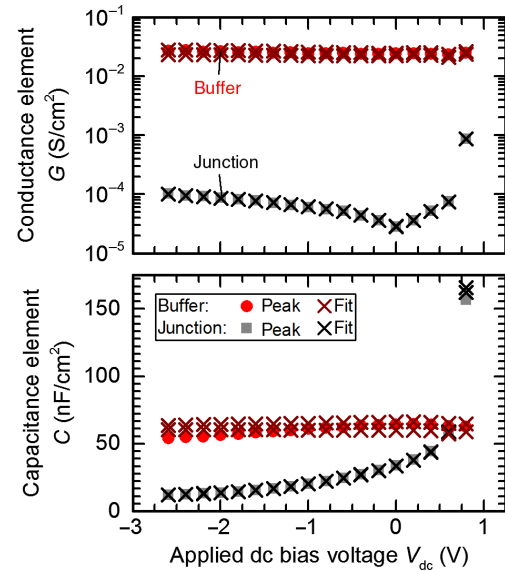 10⁻¹
10⁻²
10⁻³
10⁻⁴
10⁻⁵
Conductance element
G (S/cm²)
Buffer
Junction
150
100
50
0
Capacitance element
C (nF/cm²)
Buffer: Peak Fit
Junction: Peak Fit
−3 −2 −1 0 1
Applied dc bias voltage V_dc (V)